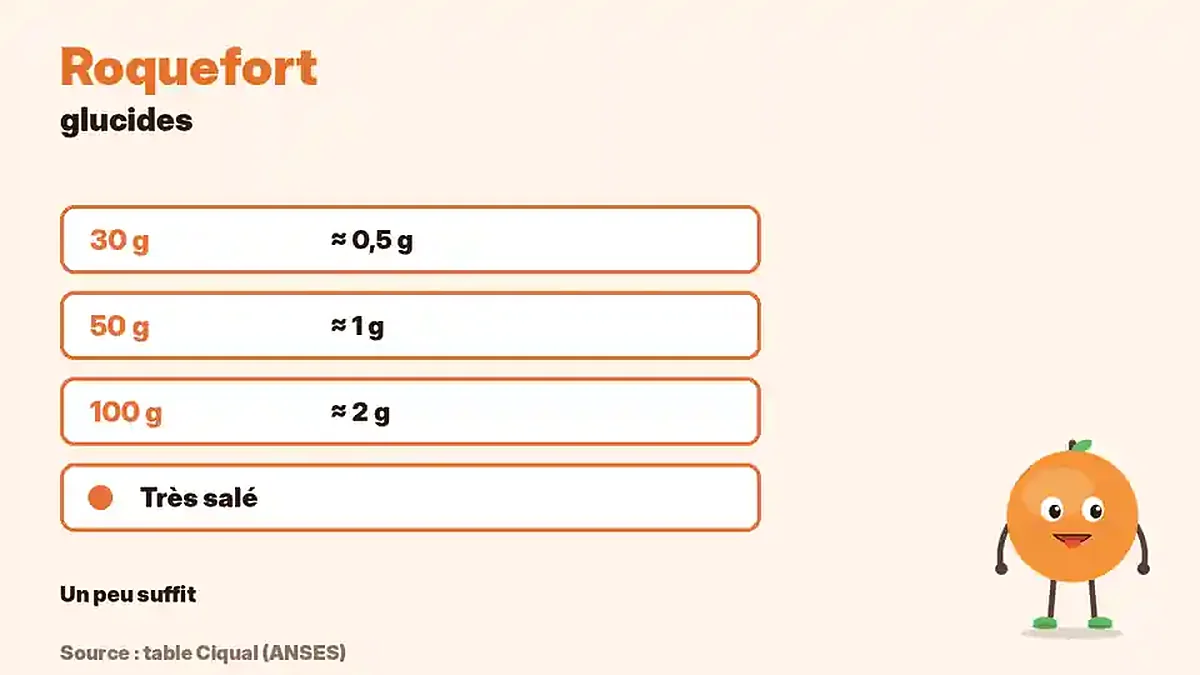 Roquefort
glucides
30 g ≈ 0,5 g
50 g ≈ 1 g
100 g ≈ 2 g
Très salé
Un peu suffit
Source : table Ciqual (ANSES)